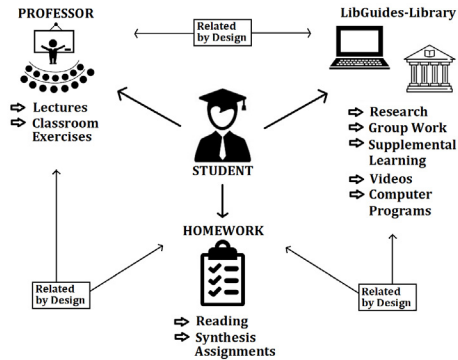 PROFESSOR
Related
by Design
LibGuides-Library
Lectures
Classroom
Exercises
Research
Group Work
Supplemental
Learning
Videos
Computer
Programs
STUDENT
HOMEWORK
Related
by Design
Related
by Design
Reading
Synthesis
Assignments